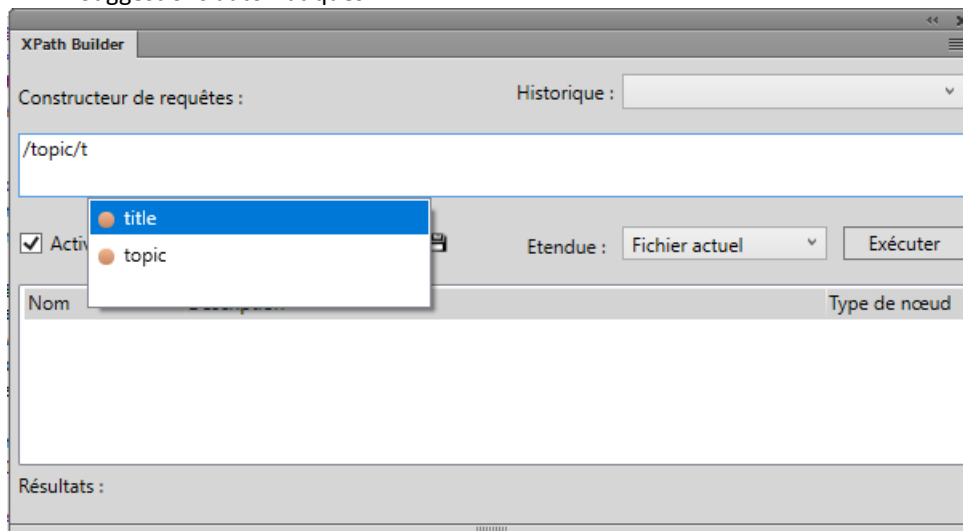 XPath Builder
Constructeur de requêtes :
Historique :
/topic/t
title
topic
Etendue :
Fichier actuel
Exécuter
Nom
Type de nœud
Résultats :